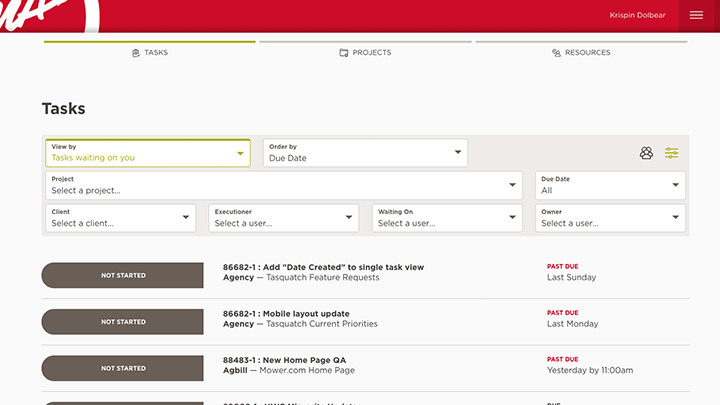 Krispin Dolbear
TASKS
PROJECTS
RESOURCES
Tasks
View by
Tasks waiting on you
Order by
Due Date
Project
Select a project...
Due Date
All
Client
Select a client...
Executioner
Select a user...
Waiting On
Select a user...
Owner
Select a user...
NOT STARTED
86682-1 : Add "Date Created" to single task view
Agency — Tasquatch Feature Requests
PAST DUE
Last Sunday
NOT STARTED
86682-1 : Mobile layout update
Agency — Tasquatch Current Priorities
PAST DUE
Last Monday
NOT STARTED
88483-1 : New Home Page QA
Agbill — Mower.com Home Page
PAST DUE
Yesterday by 11:00am